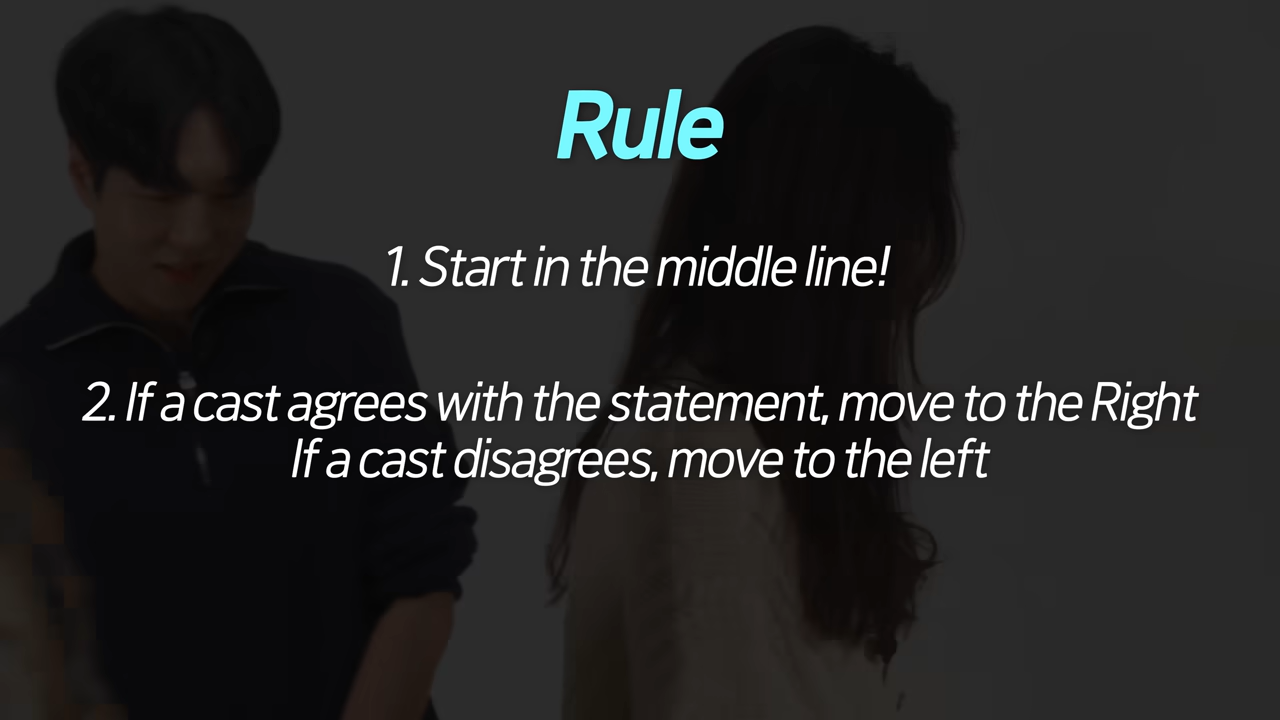 Rule
1. Start in the middle line!
2. If a cast agrees with the statement, move to the Right
If a cast disagrees, move to the left